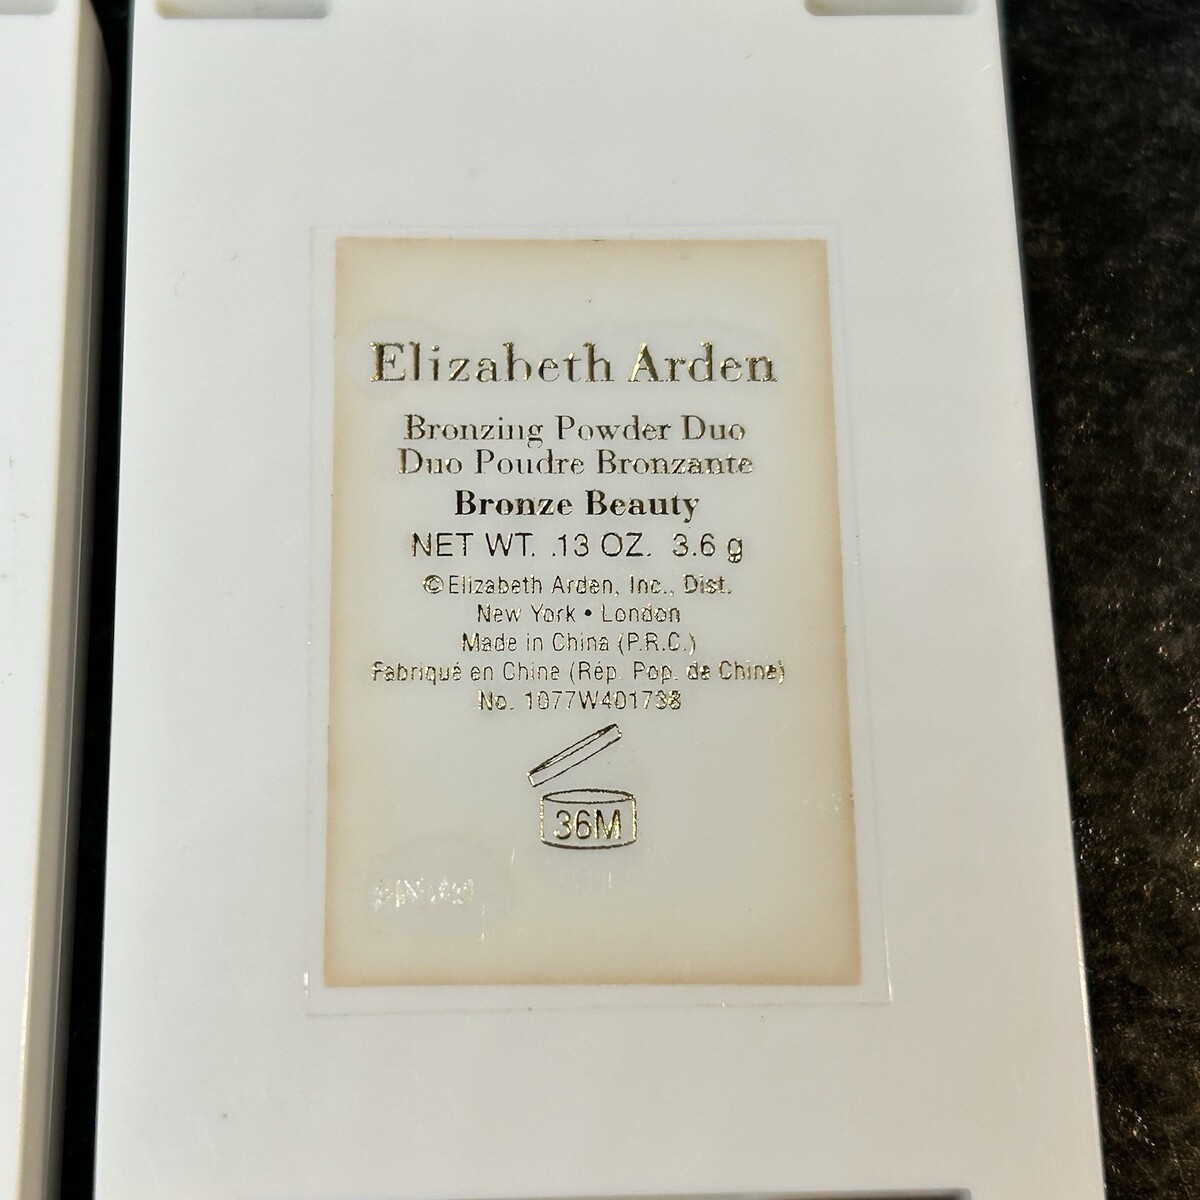 Elizabeth Arden
Bronzing Powder Duo
Duo Poudre Bronzante
Bronze Beauty
NET WT. .13 OZ. 3.6 g
©Elizabeth Arden, Inc., Dist.
New York • London
Made in China (P.R.C.)
Fabriqué en Chine (Rép. Pop. de Chine)
No. 1077W401738
36M